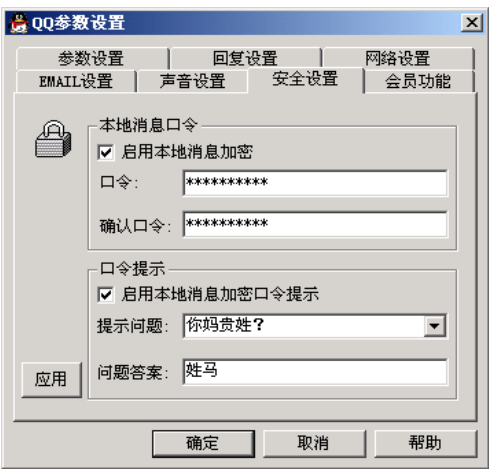 QQ参数设置
参数设置 回复设置 网络设置
EMAIL设置 声音设置 安全设置 会员功能
本地消息口令
启用本地消息加密
口令: **********
确认口令: **********
口令提示
启用本地消息加密口令提示
提示问题: 你妈贵姓?
应用 问题答案: 姓马
确定 取消 帮助